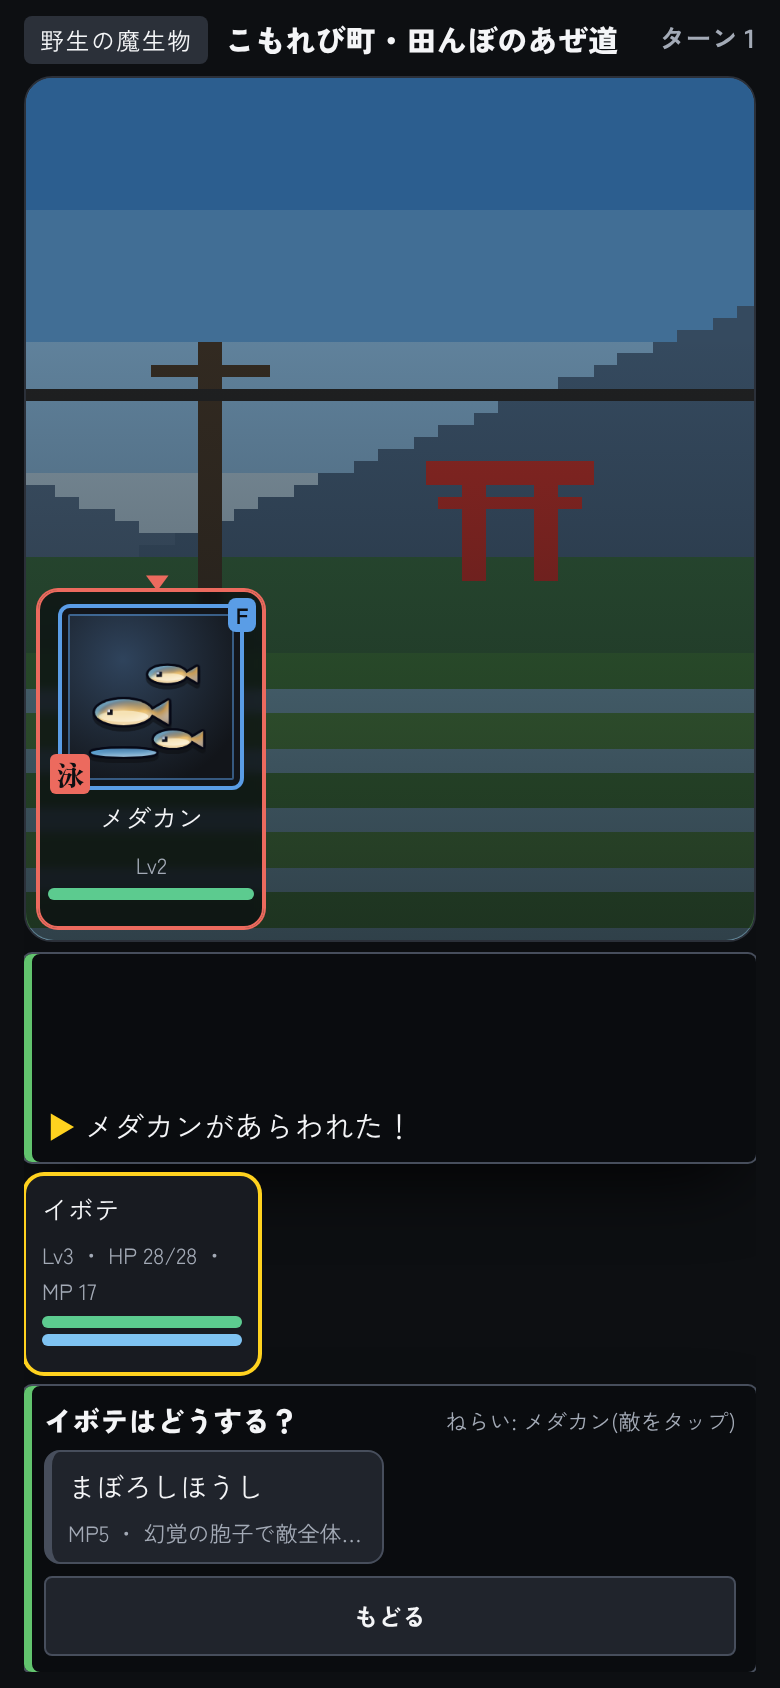 野生の魔生物
こもれび町・田んぼのあぜ道
ターン 1
F
泳
メダカン
Lv2
▶ メダカンがあらわれた！
イボテ
Lv3 ・ HP 28/28 ・
MP 17
イボテはどうする？
ねらい: メダカン(敵をタップ)
まぼろしほうし
MP5 ・ 幻覚の胞子で敵全体…
もどる